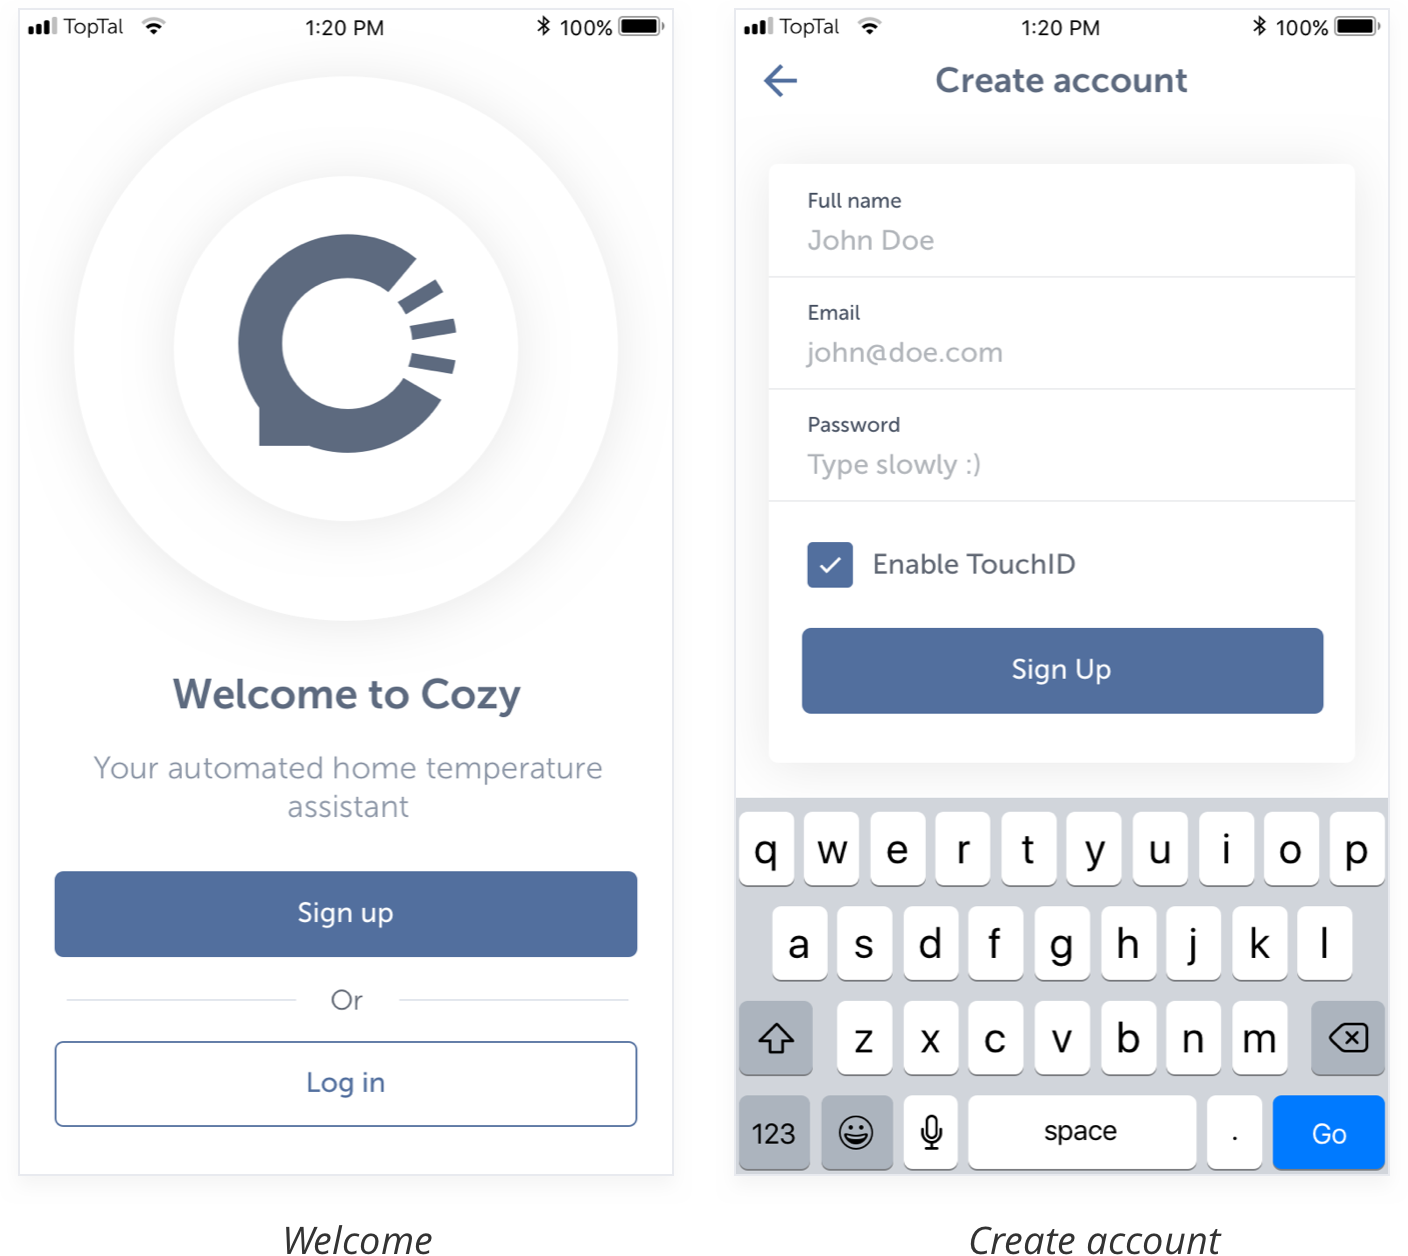 TopTal 1:20 PM 100%
Welcome to Cozy
Your automated home temperature
assistant
Sign up
Or
Log in
Welcome
TopTal 1:20 PM 100%
Create account
Full name
John Doe
Email
john@doe.com
Password
Type slowly :)
Enable TouchID
Sign Up
q w e r t y u i o p
a s d f g h j k l
z x c v b n m
123 space . Go
Create account